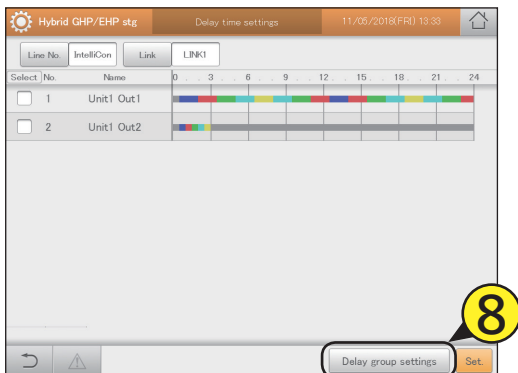 Hybrid GHP/EHP stg Delay time settings 11/05/2018(FRI) 13:33
Line No. IntelliCon Link LINK1
Select No. Name 0 3 6 9 12 15 18 21 24
1 Unit1 Out1
2 Unit1 Out2
8
Delay group settings Set.